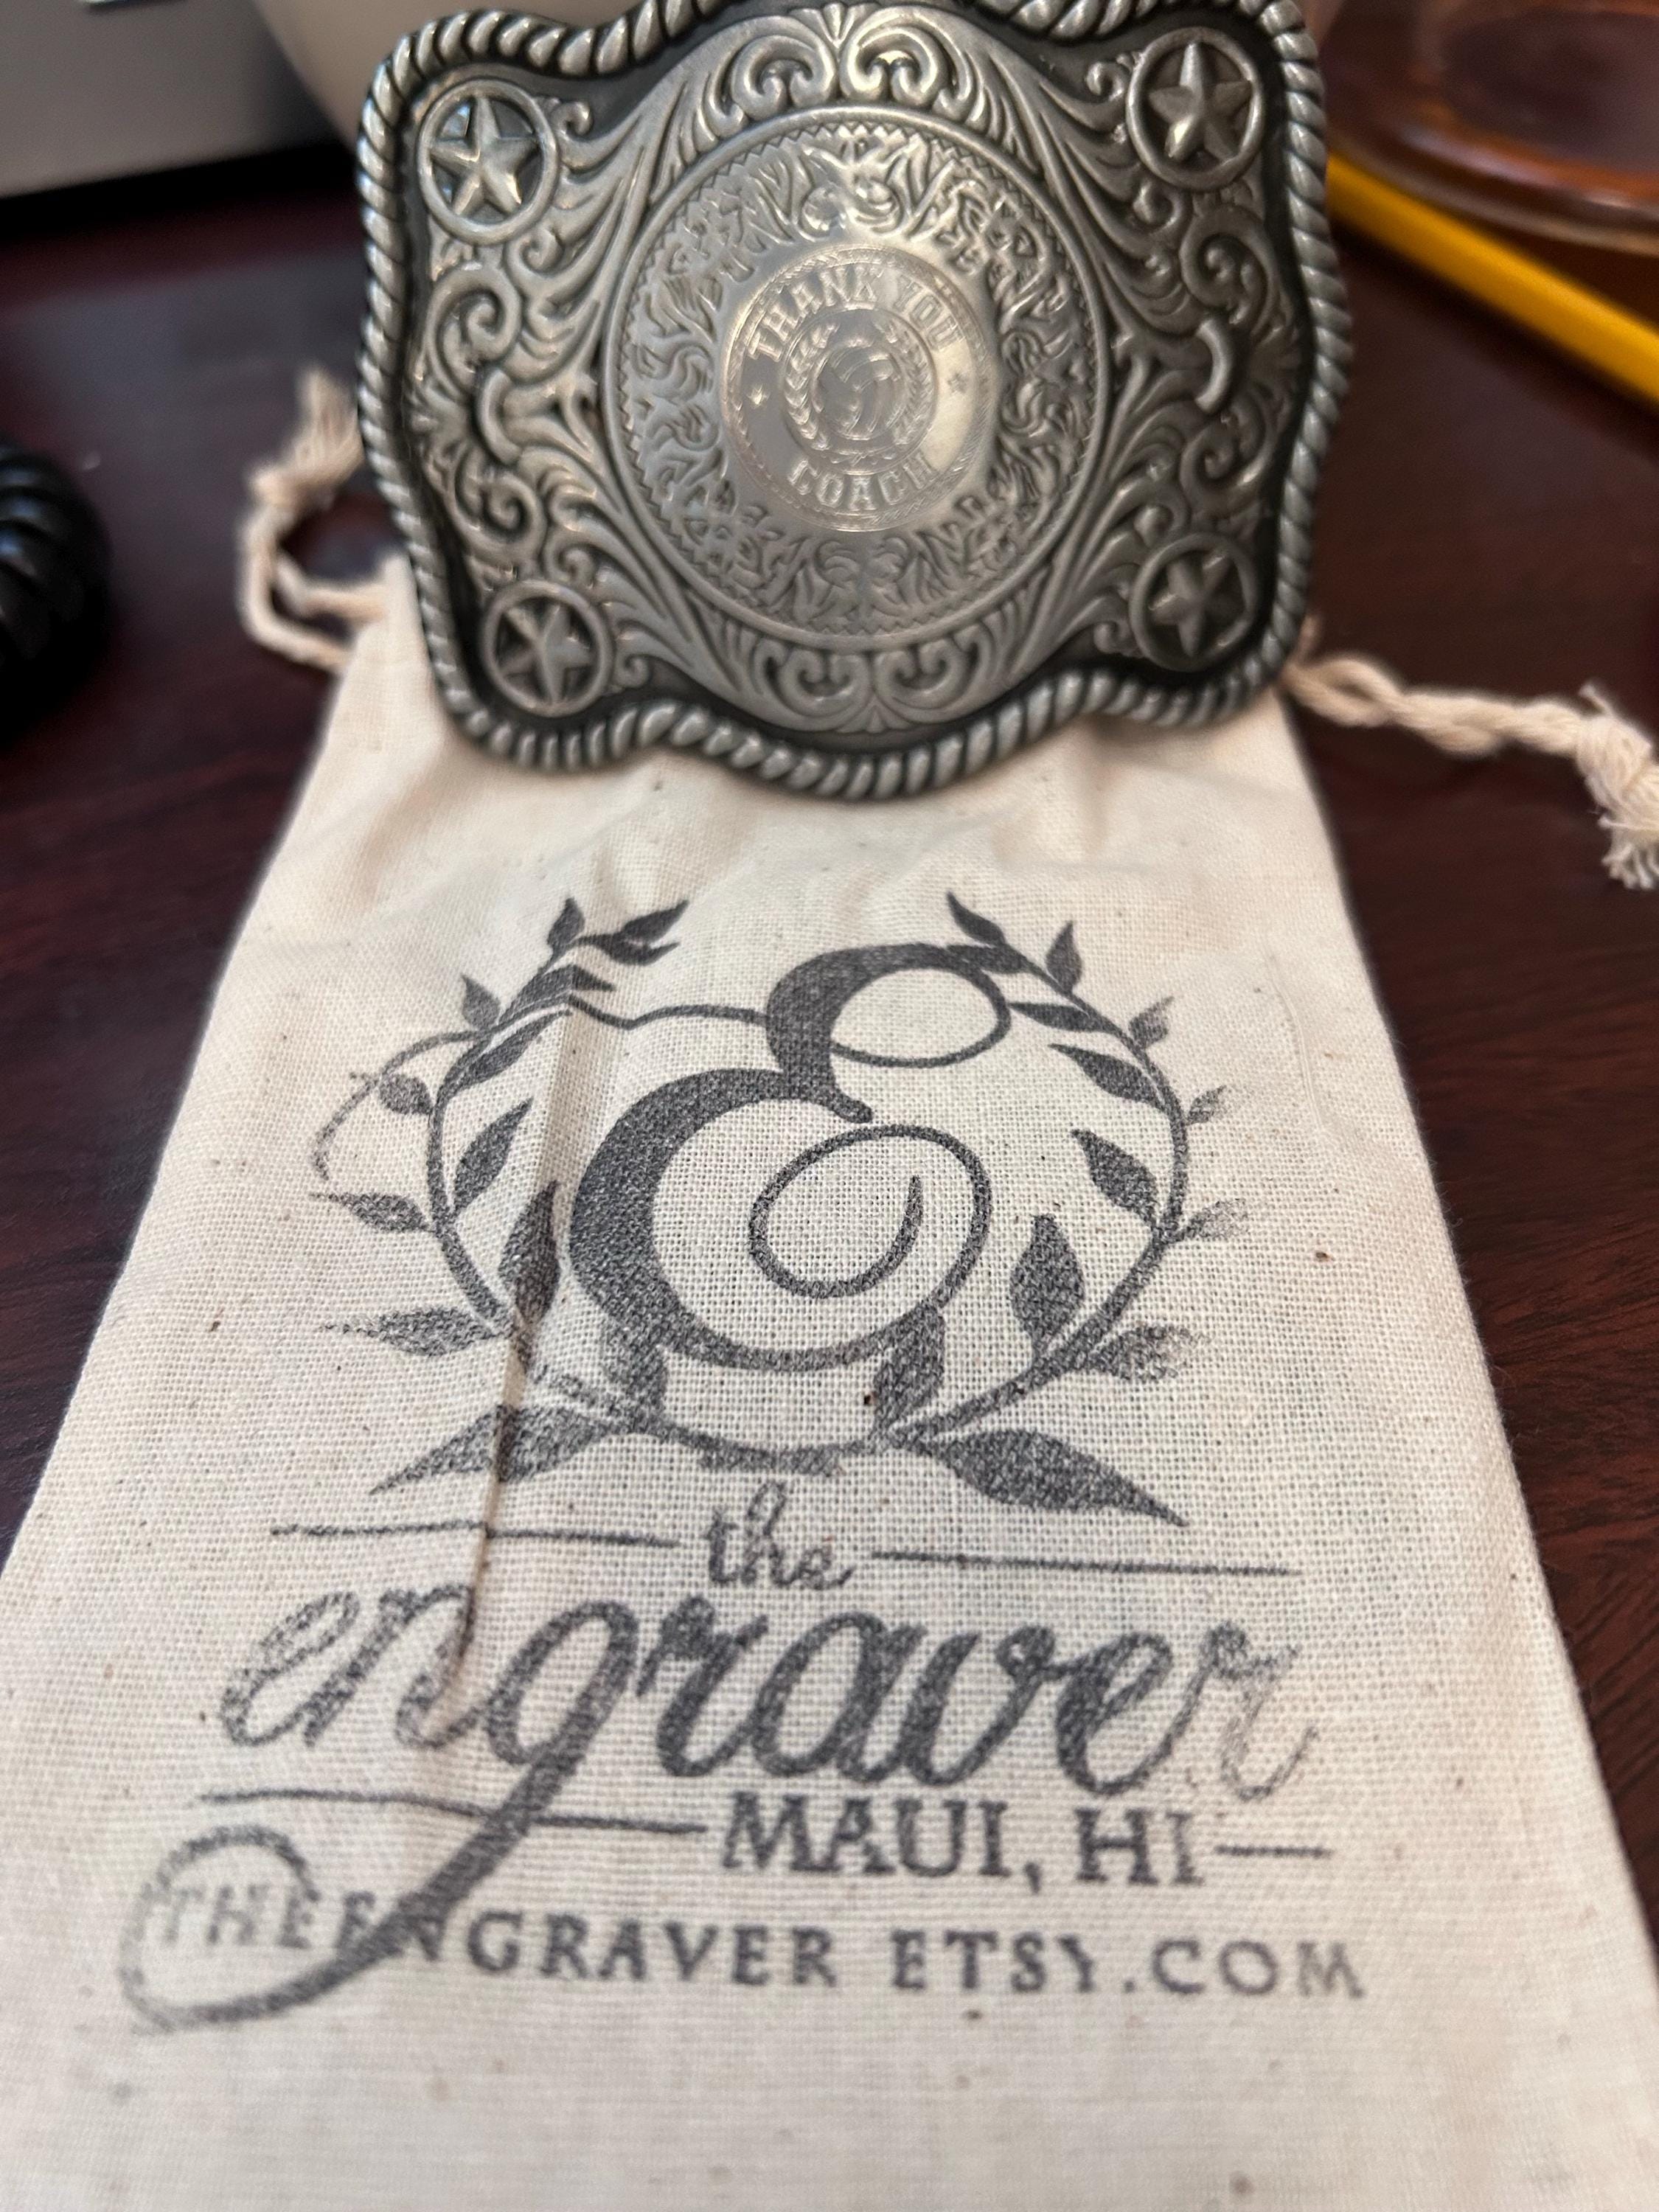 THANK YOU
COACH
E
the
engraver
MAUI, HI
THEENGRAVER ETSY.COM